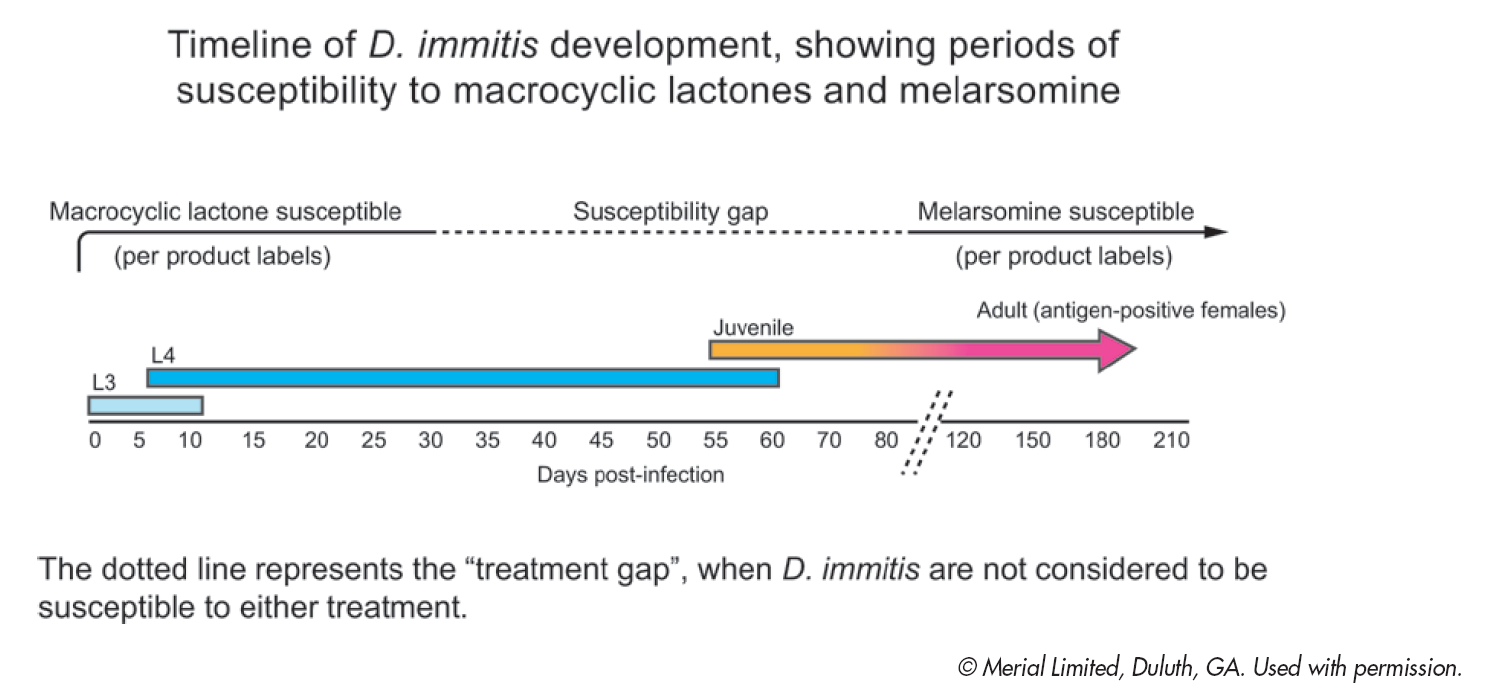 Timeline of D. immitis development, showing periods of
susceptibility to macrocyclic lactones and melarsomine
Macrocyclic lactone susceptible
(per product labels)
Susceptibility gap
Melarsomine susceptible
(per product labels)
Adult (antigen-positive females)
Juvenile
L4
L3
0 5 10 15 20 25 30 35 40 45 50 55 60 70 80 120 150 180 210
Days post-infection
The dotted line represents the “treatment gap”, when D. immitis are not considered to be
susceptible to either treatment.
© Merial Limited, Duluth, GA. Used with permission.